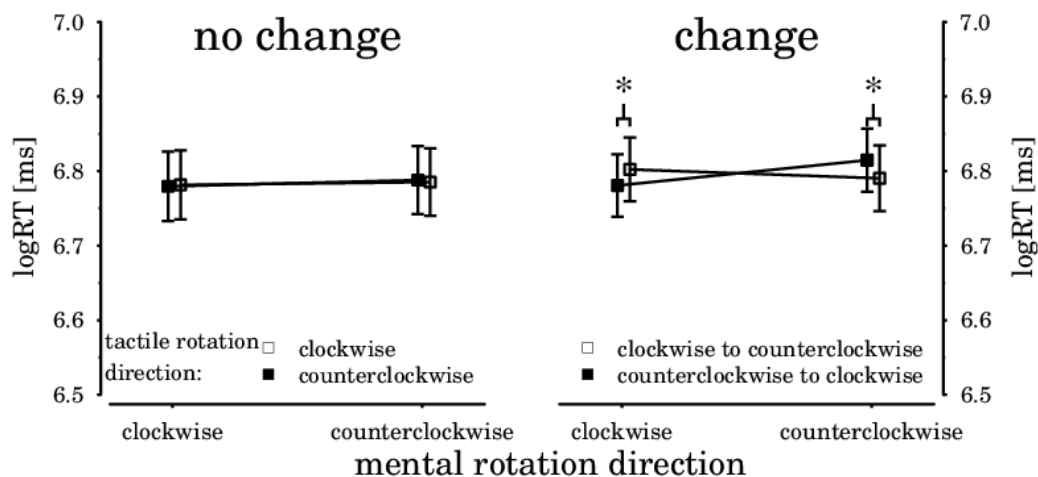 no change
change
7.0
6.9
6.8
6.7
6.6
6.5
logRT [ms]
* *
7.0
6.9
6.8
6.7
6.6
6.5
logRT [ms]
tactile rotation
direction:
□ clockwise
■ counterclockwise
□ clockwise to counterclockwise
■ counterclockwise to clockwise
clockwise counterclockwise
clockwise counterclockwise
mental rotation direction